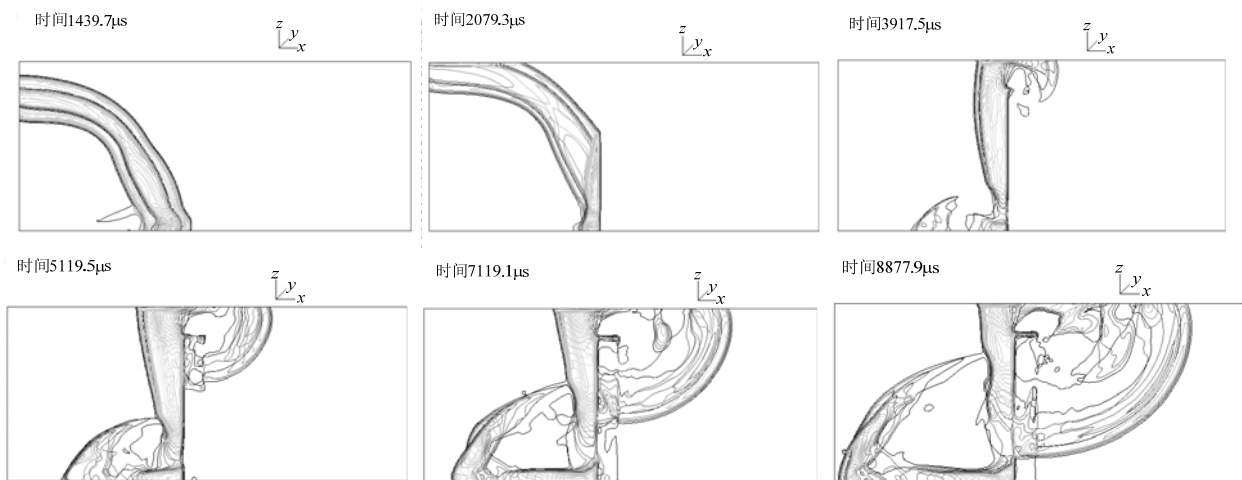 时间1439.7μs
z
y
x
时间2079.3μs
z
y
x
时间3917.5μs
z
y
x
时间5119.5μs
z
y
x
时间7119.1μs
z
y
x
时间8877.9μs
z
y
x